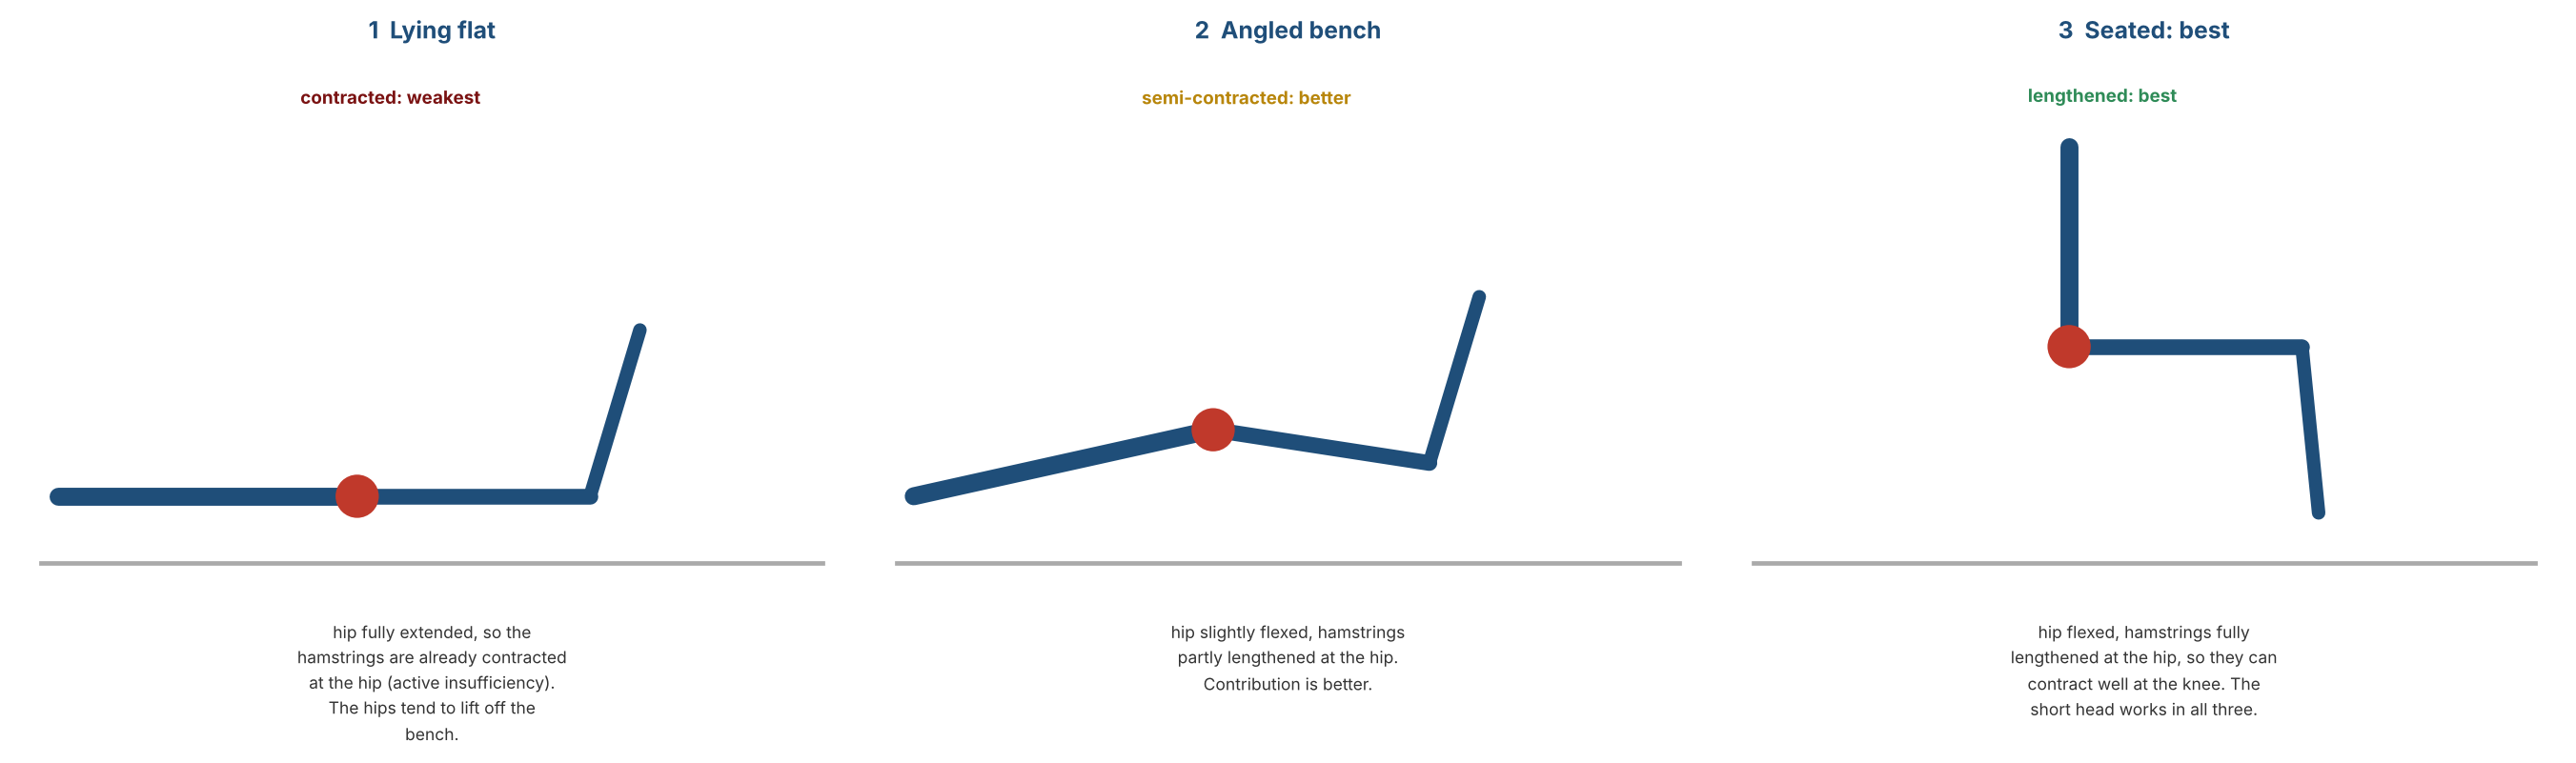 1 Lying flat
contracted: weakest
hip fully extended, so the
hamstrings are already contracted
at the hip (active insufficiency).
The hips tend to lift off the
bench.
2 Angled bench
semi-contracted: better
hip slightly flexed, hamstrings
partly lengthened at the hip.
Contribution is better.
3 Seated: best
lengthened: best
hip flexed, hamstrings fully
lengthened at the hip, so they can
contract well at the knee. The
short head works in all three.